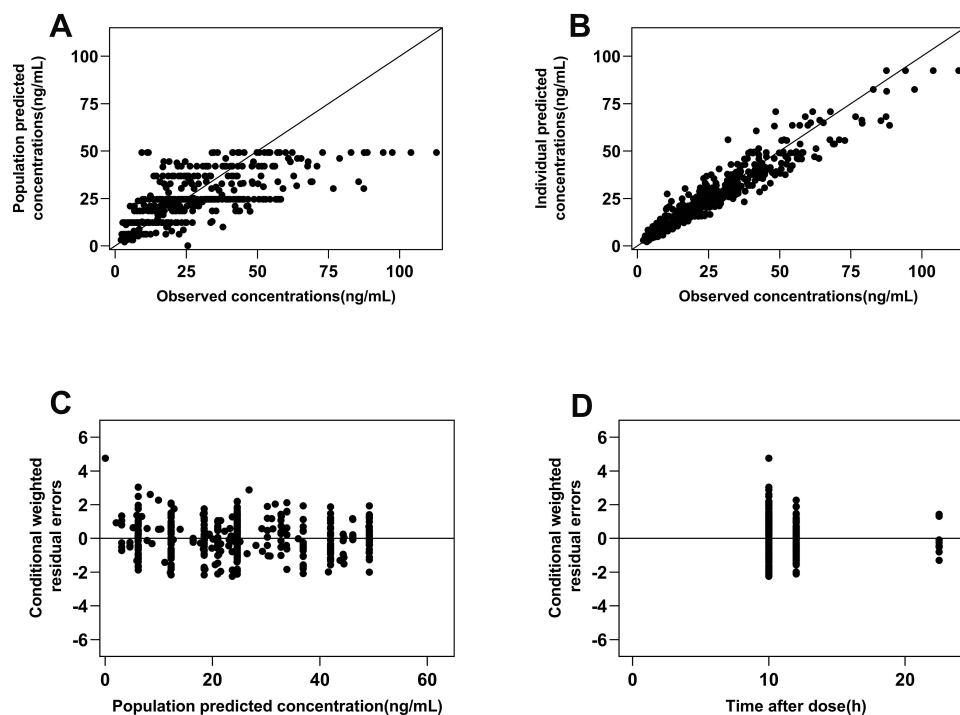 A
Population predicted
concentrations(ng/mL)
100
75
50
25
0
0 25 50 75 100
Observed concentrations(ng/mL)
B
Individual predicted
concentrations(ng/mL)
100
75
50
25
0
0 25 50 75 100
Observed concentrations(ng/mL)
C
Conditional weighted
residual errors
6
4
2
0
-2
-4
-6
0 20 40 60
Population predicted concentration(ng/mL)
D
Conditional weighted
residual errors
6
4
2
0
-2
-4
-6
0 10 20
Time after dose(h)